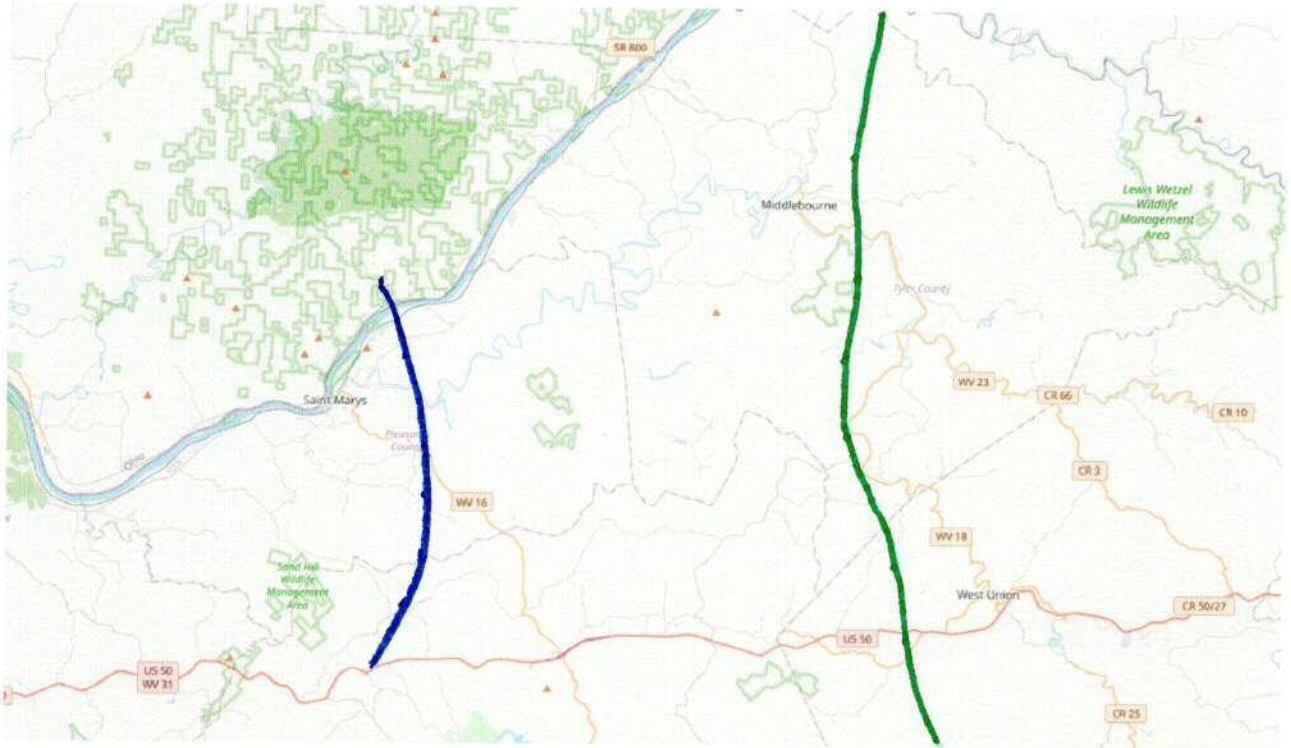 SR 800
Lewis Wetzel
Wildlife
Management
Area
Middlebourne
Tyler County
WV 23
CR 66
CR 10
Saint Marys
Ohio
CR 3
WV 16
WV 18
Sand Hill
Wildlife
Management
Area
West Union
CR 50/27
US 50
US 50
WV 31
CR 25